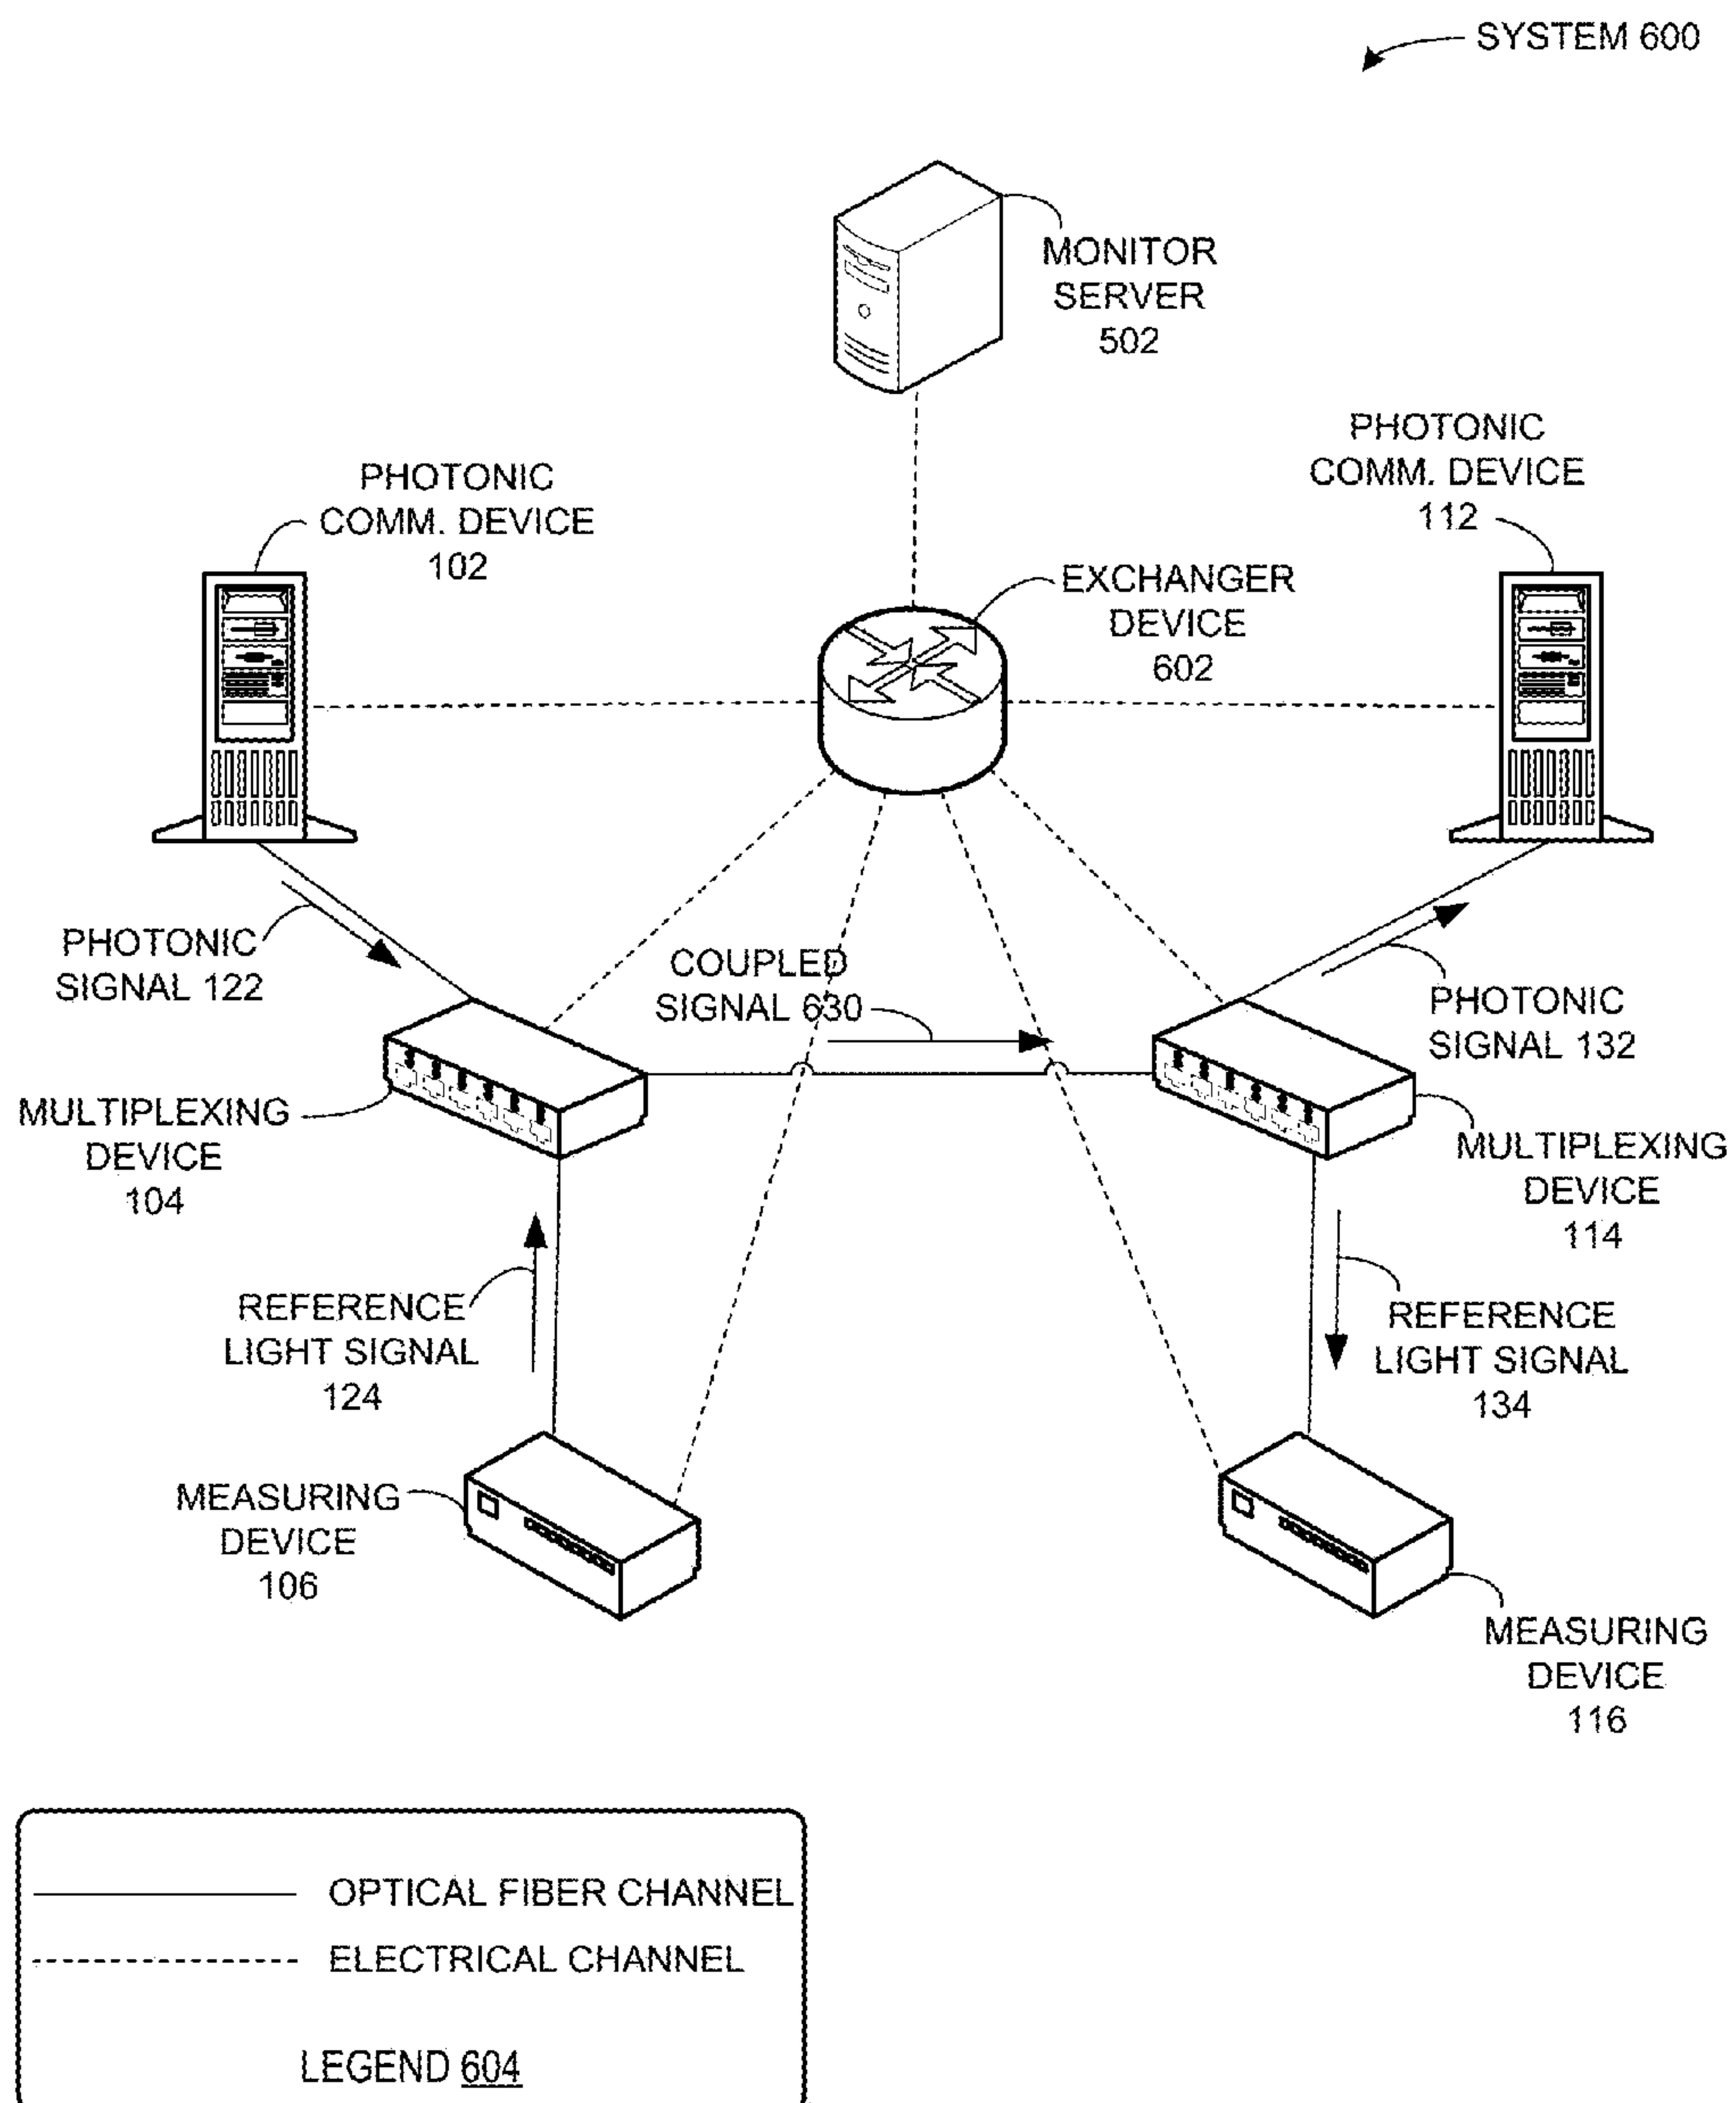 SYSTEM 600
MONITOR
SERVER
502
PHOTONIC
COMM. DEVICE
102
PHOTONIC
COMM. DEVICE
112
EXCHANGER
DEVICE
602
PHOTONIC
SIGNAL 122
COUPLED
SIGNAL 630
PHOTONIC
SIGNAL 132
MULTIPLEXING
DEVICE
104
MULTIPLEXING
DEVICE
114
REFERENCE
LIGHT SIGNAL
124
REFERENCE
LIGHT SIGNAL
134
MEASURING
DEVICE
106
MEASURING
DEVICE
116
OPTICAL FIBER CHANNEL
ELECTRICAL CHANNEL
LEGEND 604